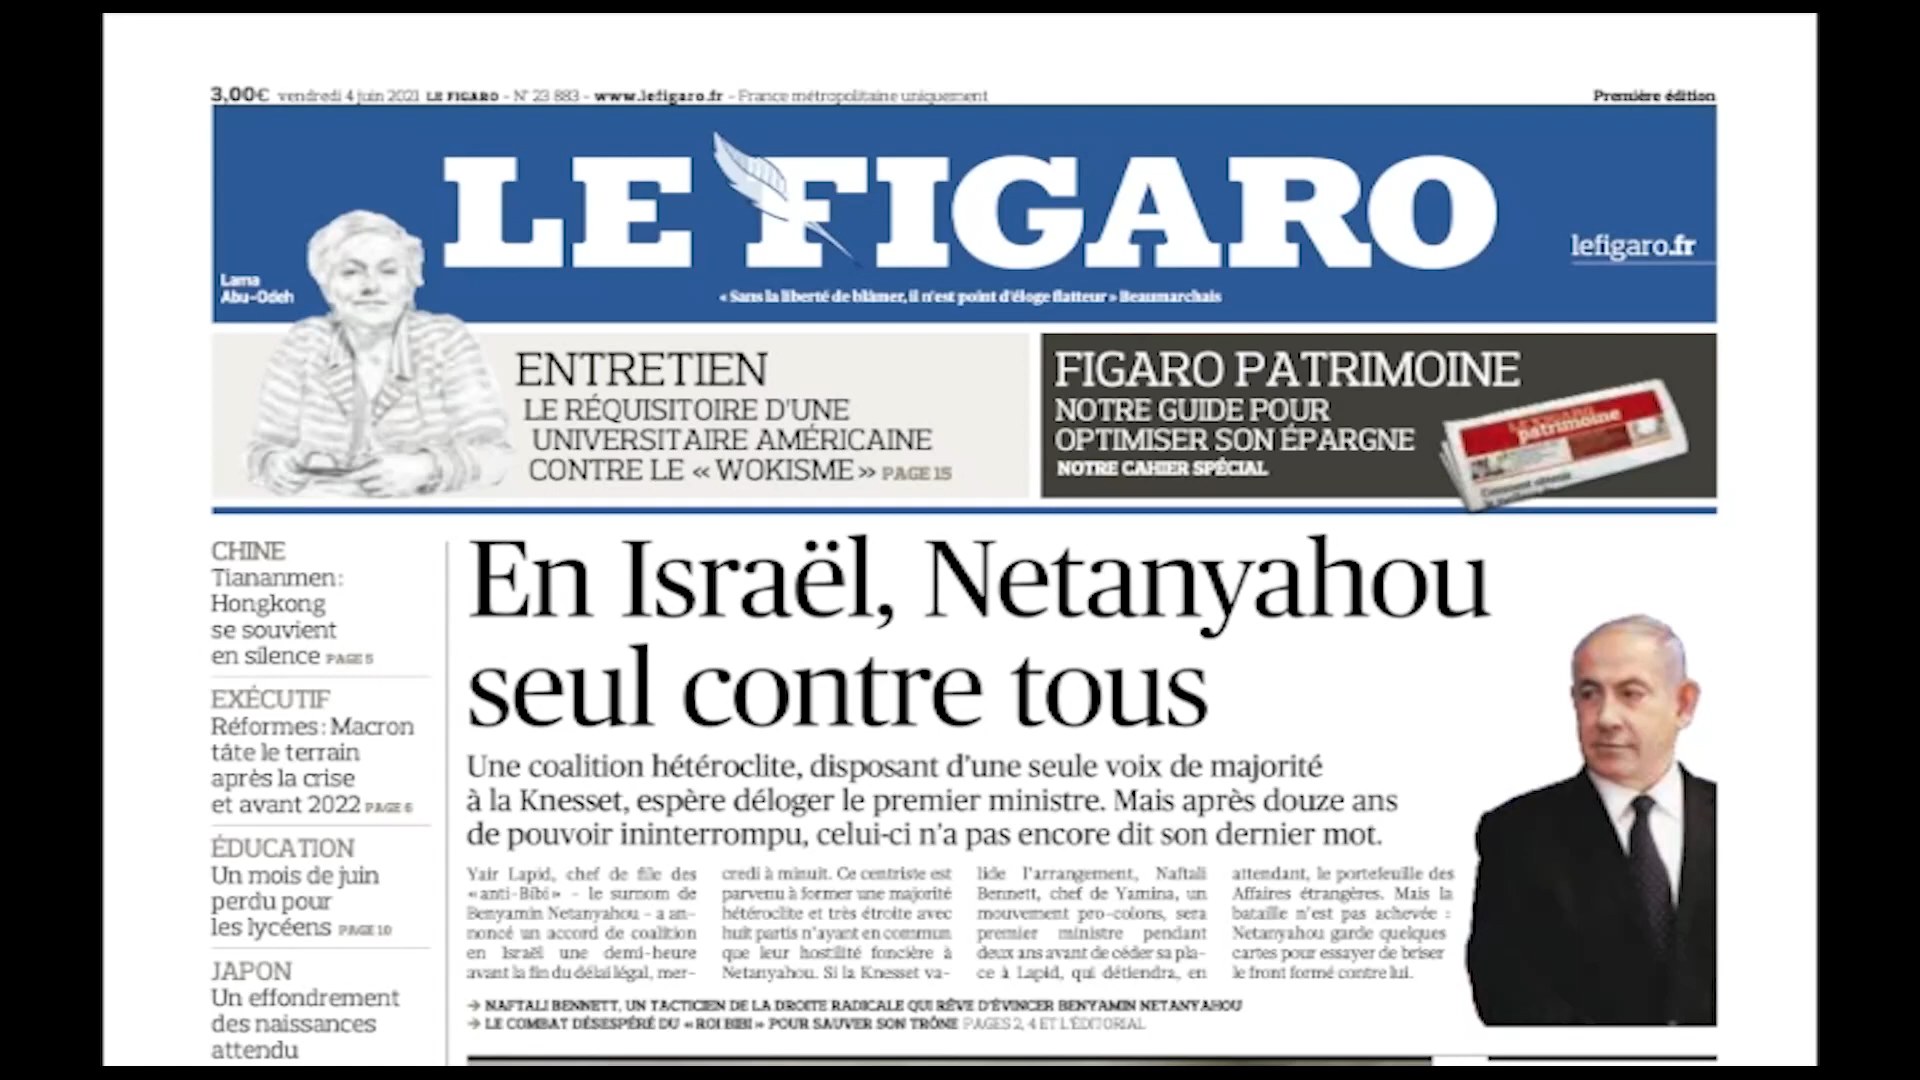 3,00€ vendredi 4 juin 2021 LE FIGARO - N° 23 883 - www.lefigaro.fr - France métropolitaine uniquement
Première édition
LE FIGARO
lefigaro.fr
Lama
Abu-Odeh
« Sans la liberté de blâmer, il n'est point d'éloge flatteur » Beaumarchais
ENTRETIEN
LE RÉQUISITOIRE D'UNE
UNIVERSITAIRE AMÉRICAINE
CONTRE LE « WOKISME » PAGE 15
FIGARO PATRIMOINE
NOTRE GUIDE POUR
OPTIMISER SON ÉPARGNE
NOTRE CAHIER SPÉCIAL
LE FIGARO
patrimoine
CHINE
Tiananmen :
Hongkong
se souvient
en silence PAGE 5
EXÉCUTIF
Réformes : Macron
tâte le terrain
après la crise
et avant 2022 PAGE 6
ÉDUCATION
Un mois de juin
perdu pour
les lycéens PAGE 10
JAPON
Un effondrement
des naissances
attendu
En Israël, Netanyahou
seul contre tous
Une coalition hétéroclite, disposant d'une seule voix de majorité
à la Knesset, espère déloger le premier ministre. Mais après douze ans
de pouvoir ininterrompu, celui-ci n'a pas encore dit son dernier mot.
Yair Lapid, chef de file des
« anti-Bibi » - le surnom de
Benyamin Netanyahou - a an-
noncé un accord de coalition
en Israël une demi-heure
avant la fin du délai légal, mer-
credi à minuit. Ce centriste est
parvenu à former une majorité
hétéroclite et très étroite avec
huit partis n'ayant en commun
que leur hostilité foncière à
Netanyahou. Si la Knesset va-
lide l'arrangement, Naftali
Bennett, chef de Yamina, un
mouvement pro-colons, sera
premier ministre pendant
deux ans avant de céder sa pla-
ce à Lapid, qui détiendra, en
attendant, le portefeuille des
Affaires étrangères. Mais la
bataille n'est pas achevée :
Netanyahou garde quelques
cartes pour essayer de briser
le front formé contre lui.
→ NAFTALI BENNETT, UN TACTICIEN DE LA DROITE RADICALE QUI RÊVE D'ÉVINCER BENYAMIN NETANYAHOU
→ LE COMBAT DÉSESPÉRÉ DU « ROI BIBI » POUR SAUVER SON TRÔNE PAGES 2, 4 ET L'ÉDITORIAL